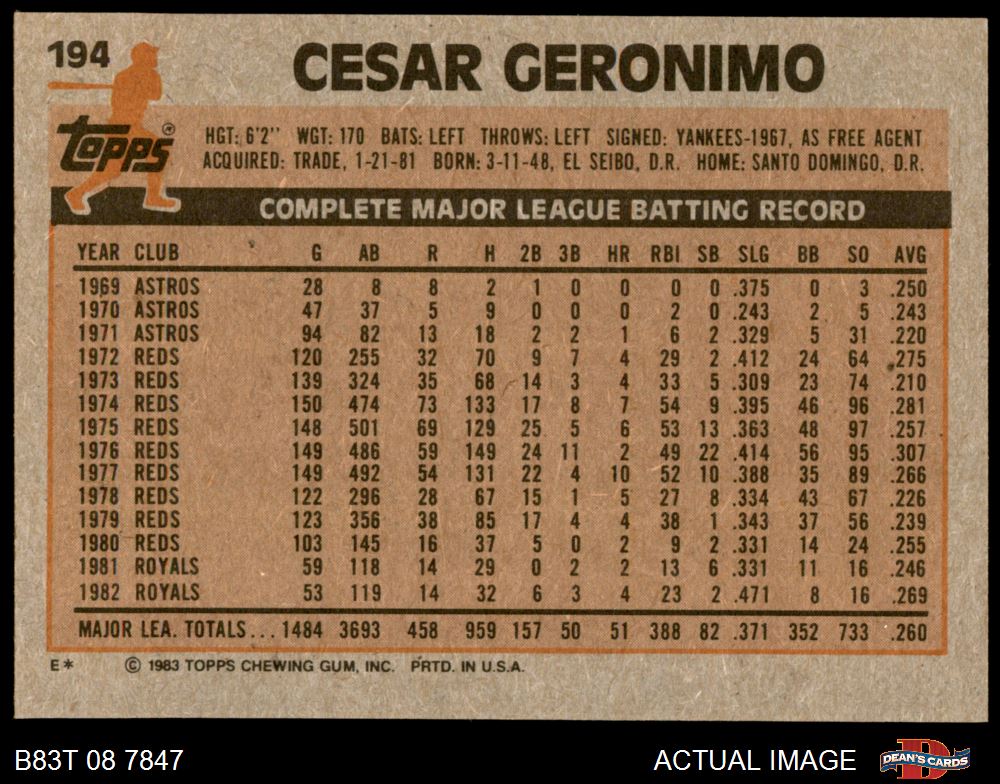 194
CESAR GERONIMO
topps®
HGT: 6'2'' WGT: 170 BATS: LEFT THROWS: LEFT SIGNED: YANKEES-1967, AS FREE AGENT
ACQUIRED: TRADE, 1-21-81 BORN: 3-11-48, EL SEIBO, D.R. HOME: SANTO DOMINGO, D.R.
COMPLETE MAJOR LEAGUE BATTING RECORD
YEAR CLUB G AB R H 2B 3B HR RBI SB SLG BB SO AVG
1969 ASTROS 28 8 8 2 1 0 0 0 0 .375 0 3 .250
1970 ASTROS 47 37 5 9 0 0 0 2 0 .243 2 5 .243
1971 ASTROS 94 82 13 18 2 2 1 6 2 .329 5 31 .220
1972 REDS 120 255 32 70 9 7 4 29 2 .412 24 64 .275
1973 REDS 139 324 35 68 14 3 4 33 5 .309 23 74 .210
1974 REDS 150 474 73 133 17 8 7 54 9 .395 46 96 .281
1975 REDS 148 501 69 129 25 5 6 53 13 .363 48 97 .257
1976 REDS 149 486 59 149 24 11 2 49 22 .414 56 95 .307
1977 REDS 149 492 54 131 22 4 10 52 10 .388 35 89 .266
1978 REDS 122 296 28 67 15 1 5 27 8 .334 43 67 .226
1979 REDS 123 356 38 85 17 4 4 38 1 .343 37 56 .239
1980 REDS 103 145 16 37 5 0 2 9 2 .331 14 24 .255
1981 ROYALS 59 118 14 29 0 2 2 13 6 .331 11 16 .246
1982 ROYALS 53 119 14 32 6 3 4 23 2 .471 8 16 .269
MAJOR LEA. TOTALS... 1484 3693 458 959 157 50 51 388 82 .371 352 733 .260
E* © 1983 TOPPS CHEWING GUM, INC. PRTD. IN U.S.A.
B83T 08 7847
ACTUAL IMAGE
D
DEAN'S CARDS